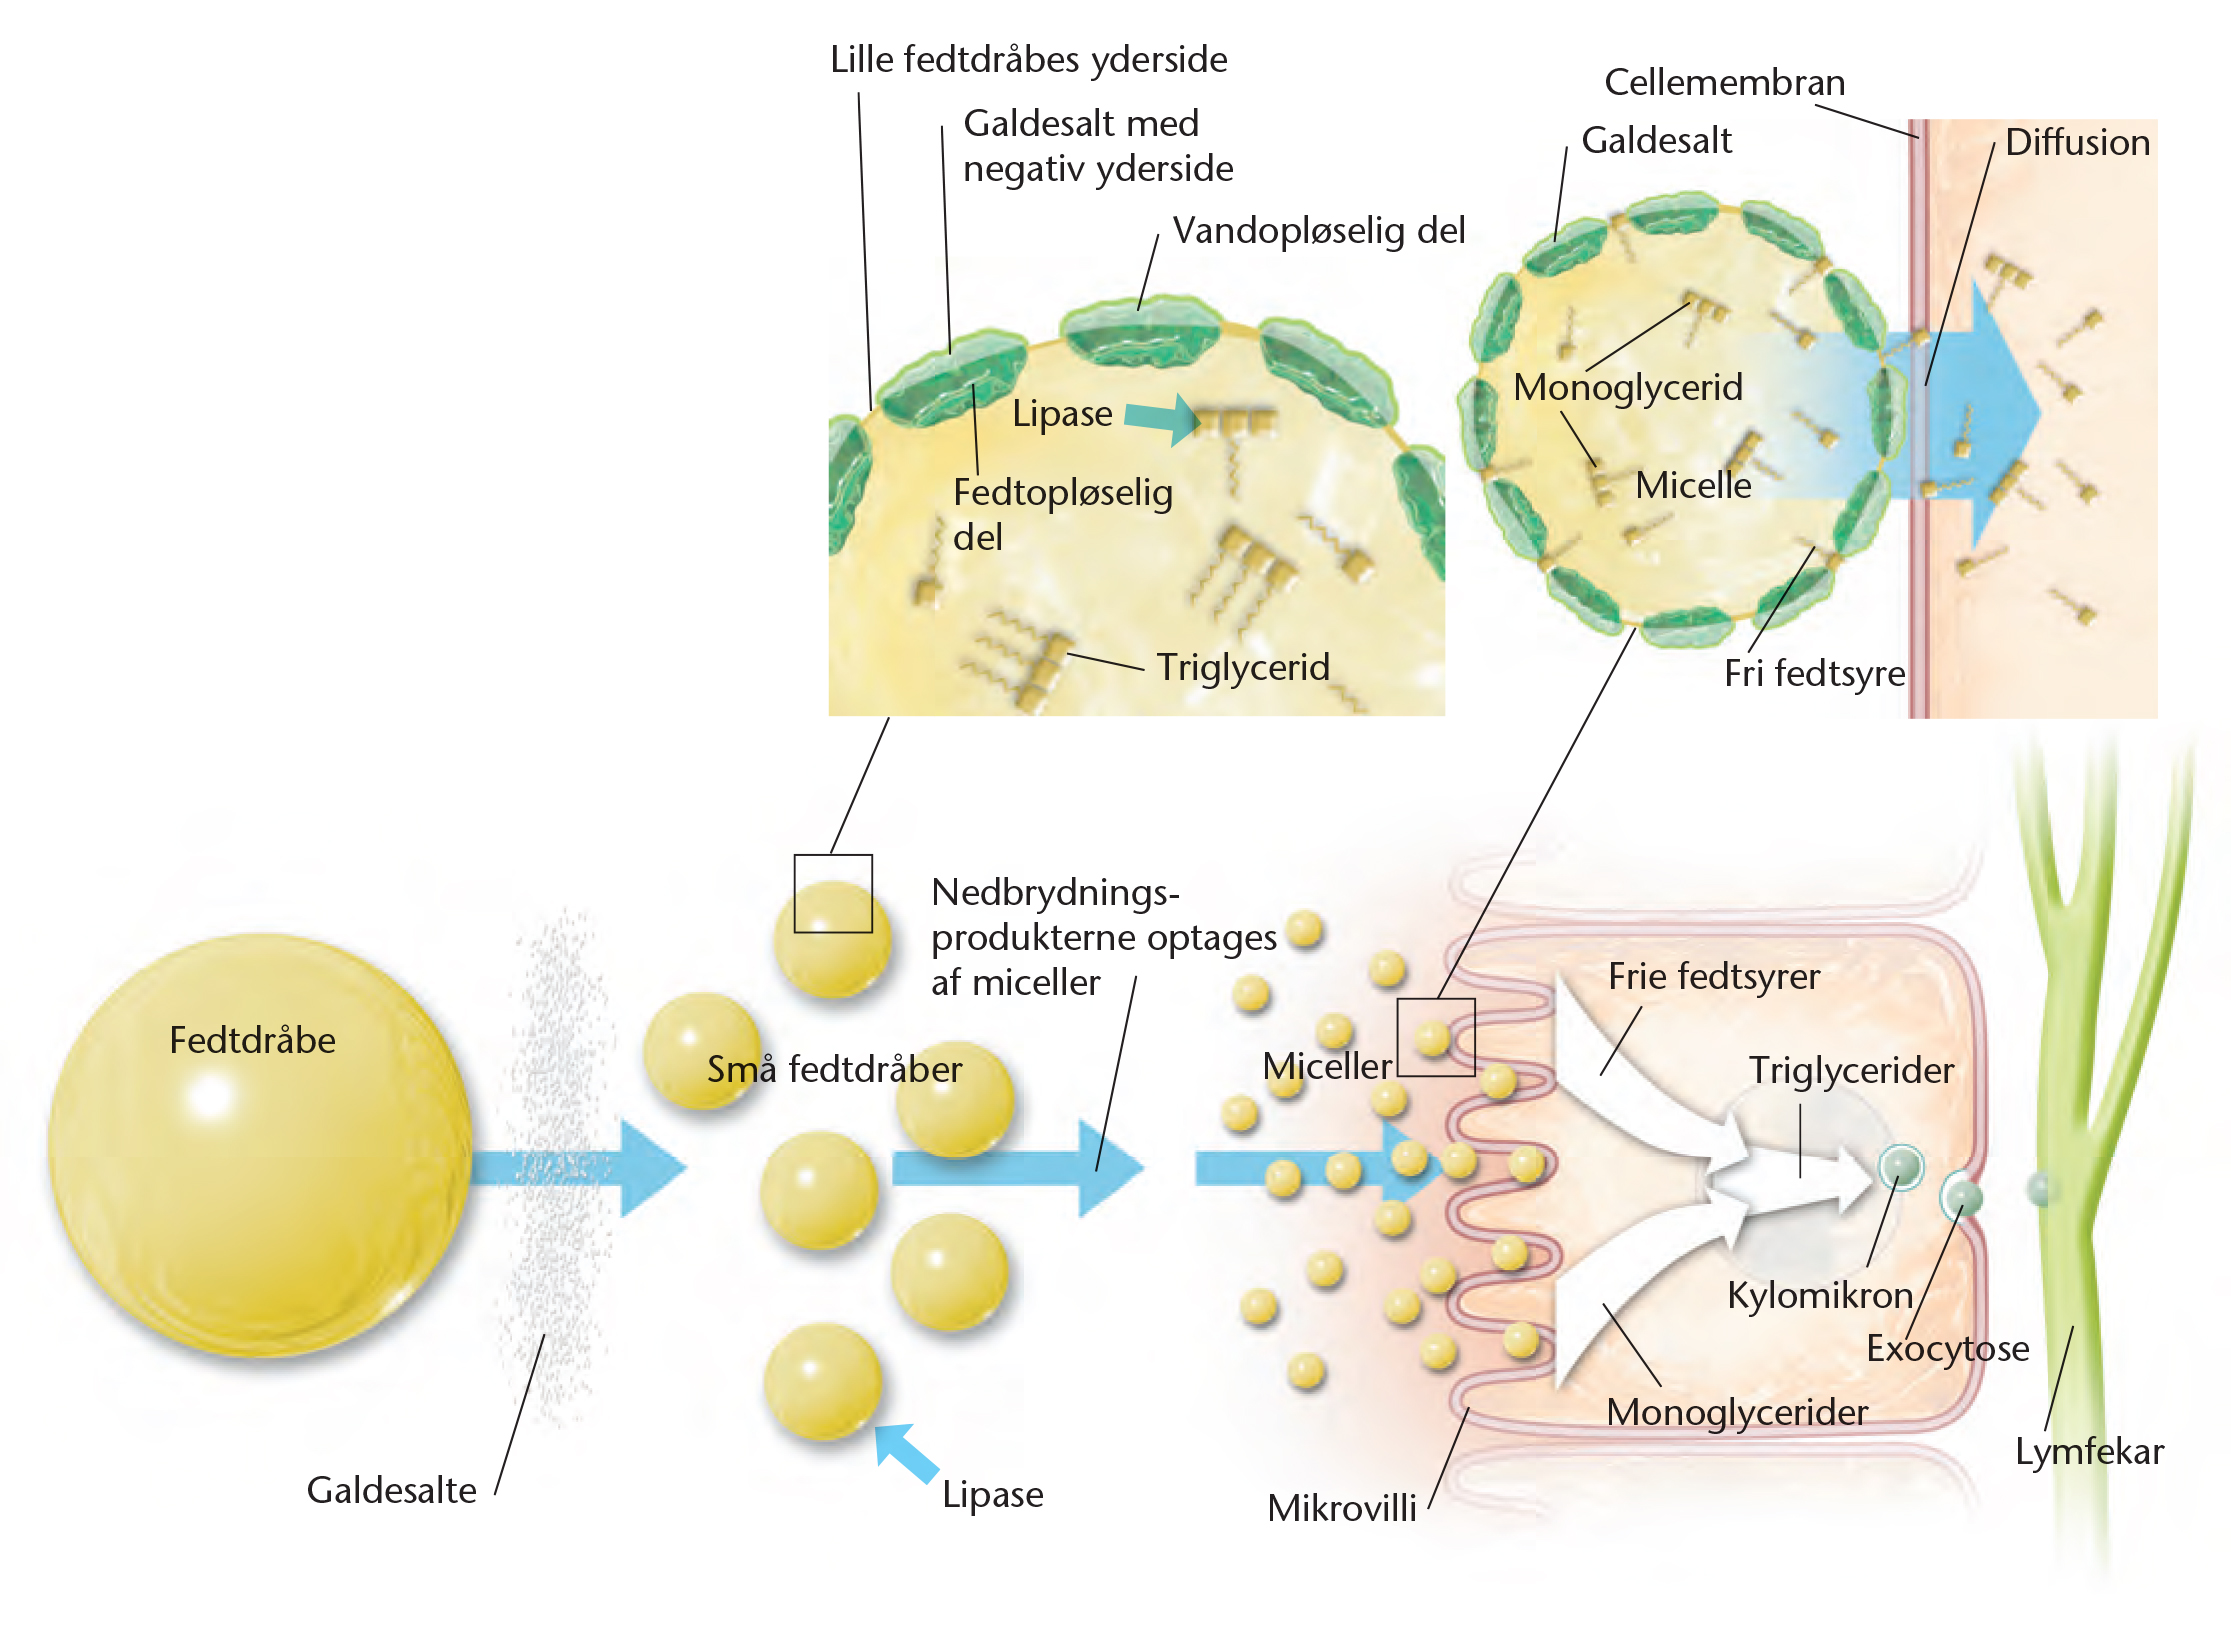 Lille fedtdråbes yderside
Galdesalt med
negativ yderside
Vandopløselig del
Lipase
Fedtopløselig
del
Triglycerid
Cellemembran
Galdesalt
Diffusion
Monoglycerid
Micelle
Fri fedtsyre
Fedtdråbe
Galdesalte
Små fedtdråber
Lipase
Nedbrydnings-
produkterne optages
af miceller
Miceller
Mikrovilli
Frie fedtsyrer
Triglycerider
Kylomikron
Exocytose
Monoglycerider
Lymfekar